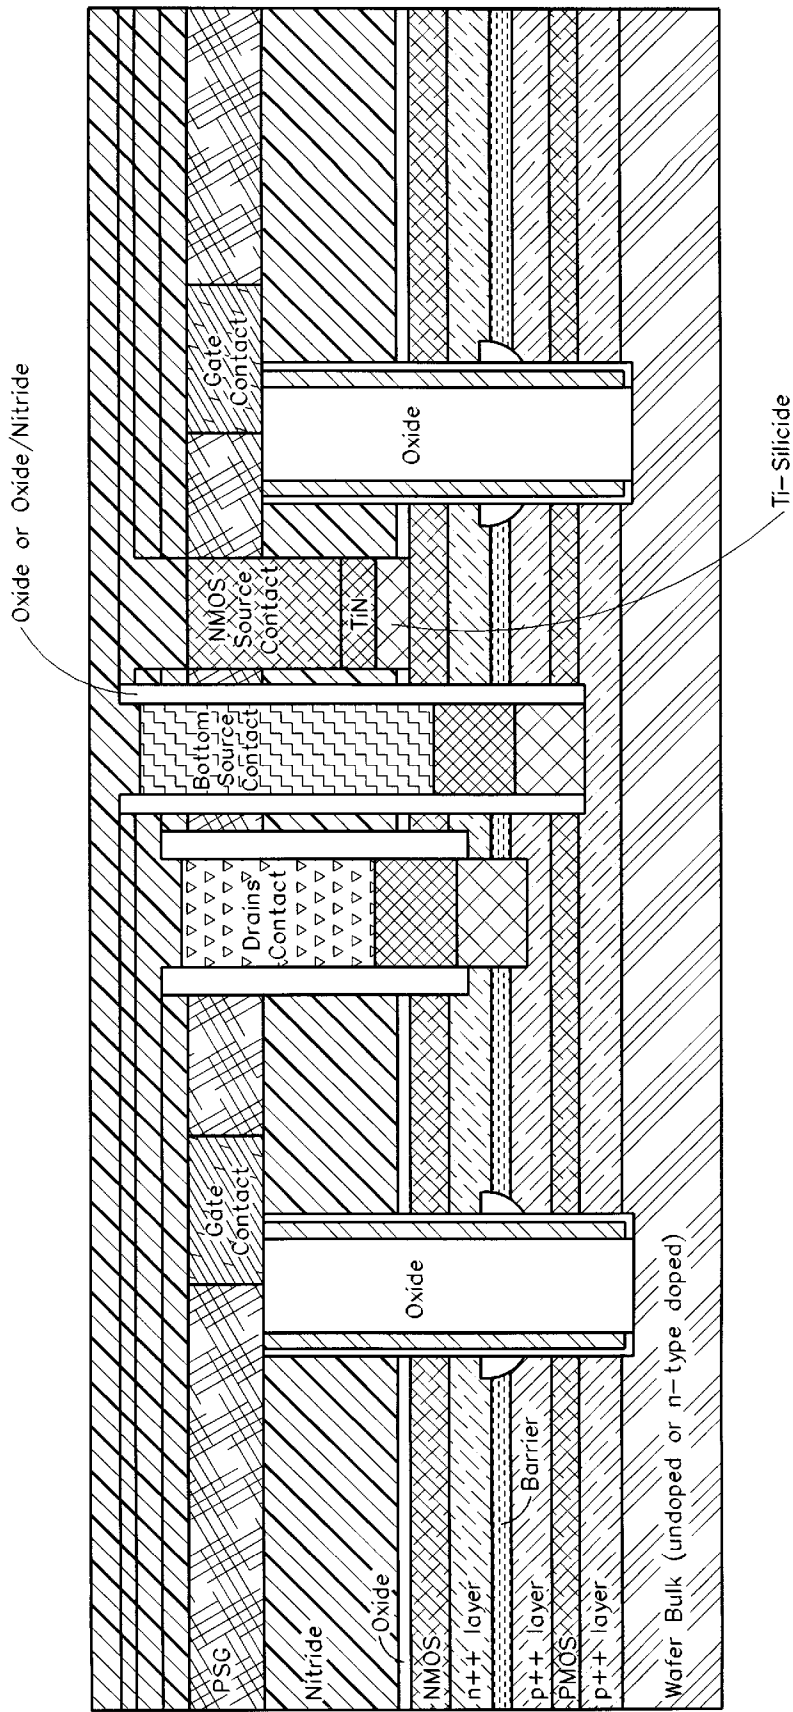 Oxide or Oxide/Nitride
PSG
Gate
Contact
Gate
Contact
Nitride
Drains
Contact
Bottom
Source
Contact
NMOS
Source
Contact
TiN
Oxide
Oxide
Oxide
NMOS
n++ layer
Barrier
p++ layer
PMOS
p++ layer
Wafer Bulk (undoped or n-type doped)
Ti-Silicide